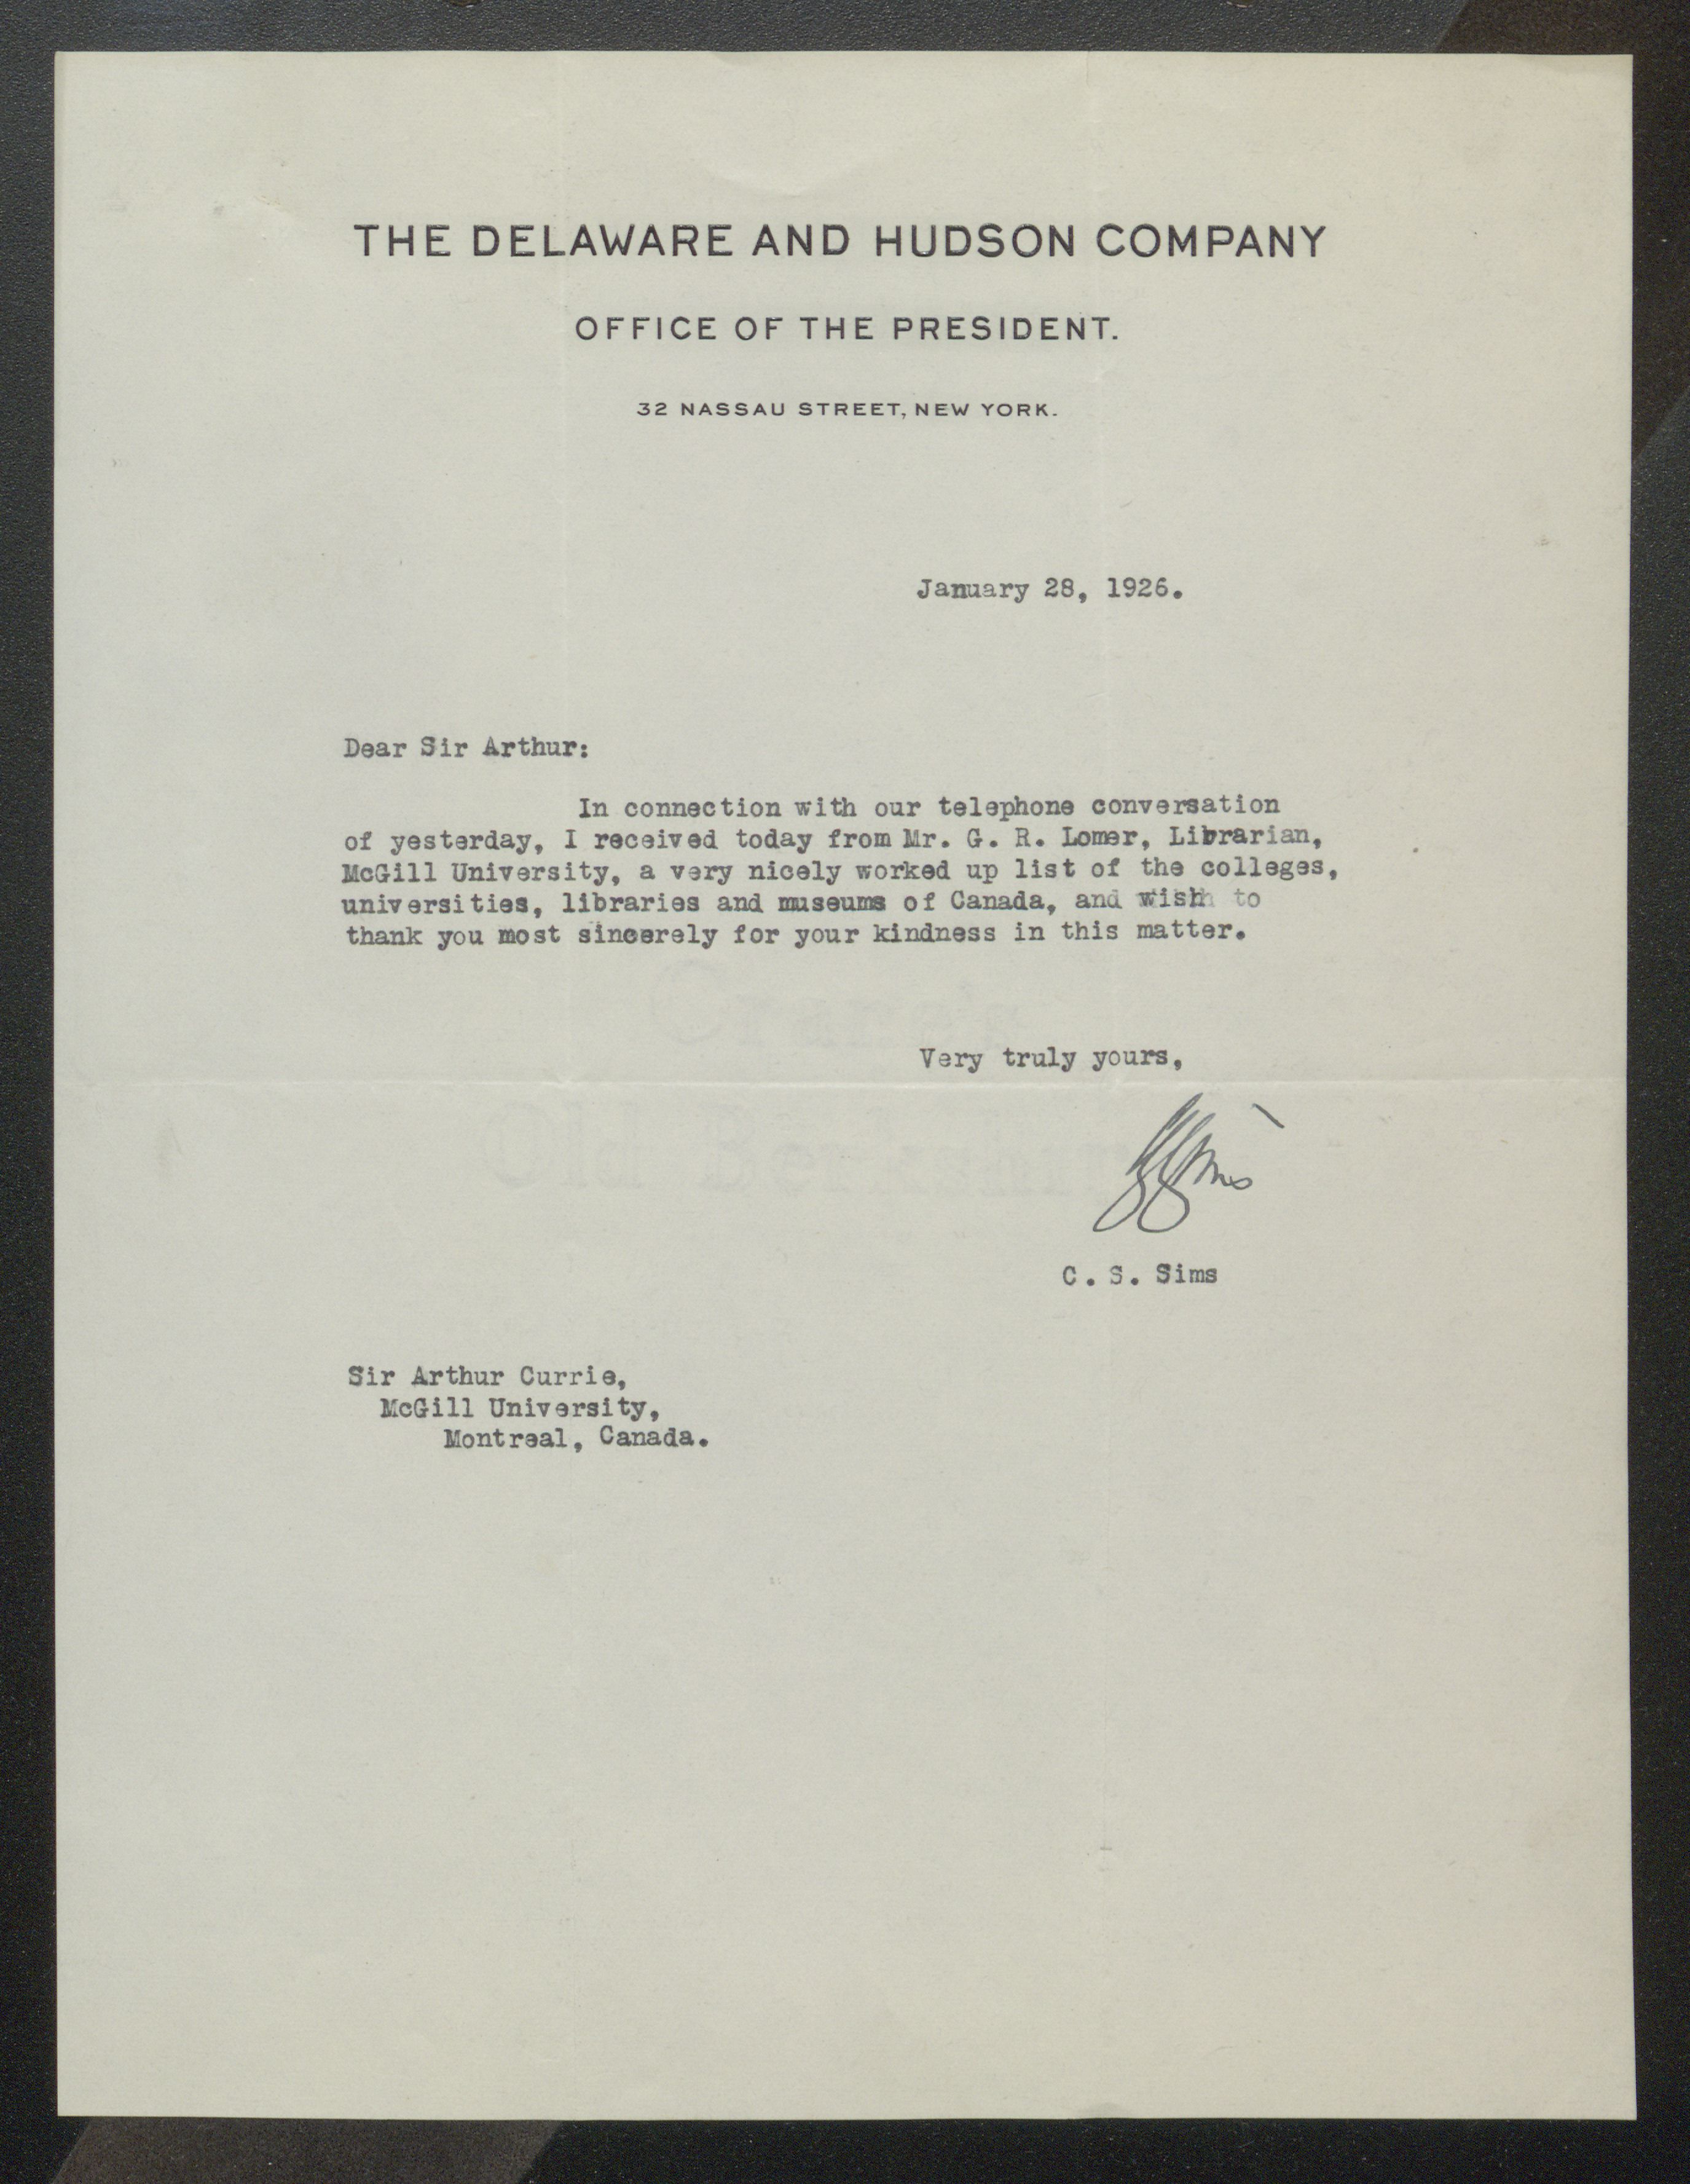 THE DELAWARE AND HUDSON COMPANY
OFFICE OF THE PRESIDENT.
32 NASSAU STREET, NEW YORK.
January 28, 1926.
Dear Sir Arthur:
In connection with our telephone conversation
of yesterday, I received today from Mr. G. R. Lomer, Librarian,
McGill University, a very nicely worked up list of the colleges,
universities, libraries and museums of Canada, and wish to
thank you most sincerely for your kindness in this matter.
Very truly yours,
C. S. Sims
Sir Arthur Currie,
McGill University,
Montreal, Canada.